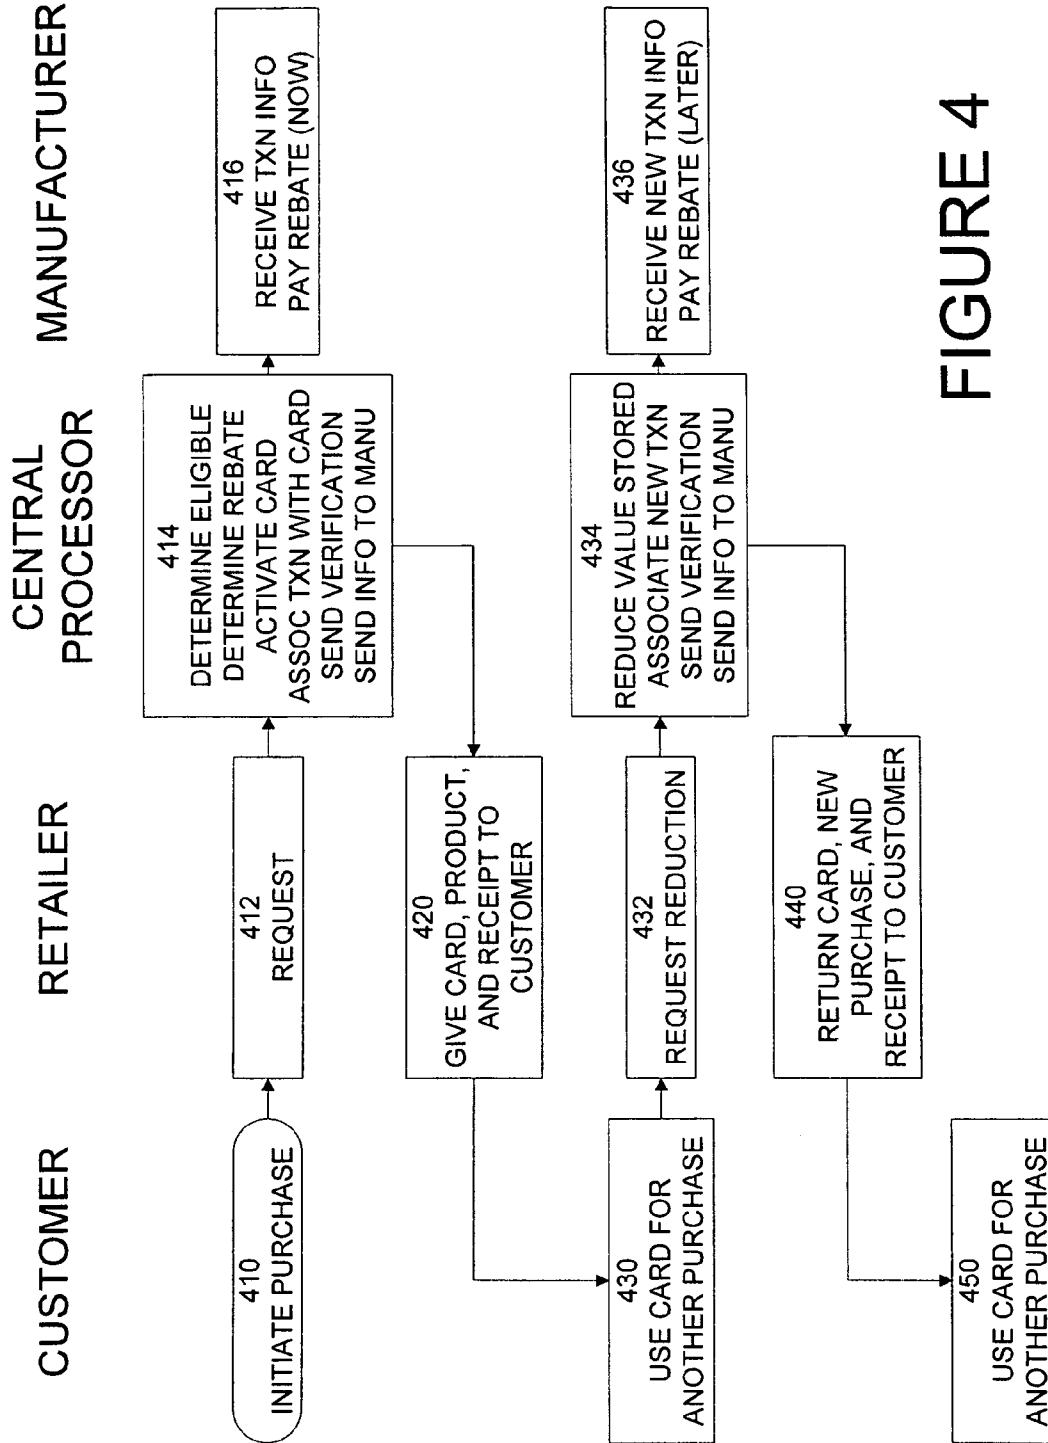 CUSTOMER
RETAILER
CENTRAL
PROCESSOR
MANUFACTURER
410
INITIATE PURCHASE
412
REQUEST
414
DETERMINE ELIGIBLE
DETERMINE REBATE
ACTIVATE CARD
ASSOC TXN WITH CARD
SEND VERIFICATION
SEND INFO TO MANU
416
RECEIVE TXN INFO
PAY REBATE (NOW)
420
GIVE CARD, PRODUCT,
AND RECEIPT TO
CUSTOMER
430
USE CARD FOR
ANOTHER PURCHASE
432
REQUEST REDUCTION
434
REDUCE VALUE STORED
ASSOCIATE NEW TXN
SEND VERIFICATION
SEND INFO TO MANU
436
RECEIVE NEW TXN INFO
PAY REBATE (LATER)
440
RETURN CARD, NEW
PURCHASE, AND
RECEIPT TO CUSTOMER
450
USE CARD FOR
ANOTHER PURCHASE
FIGURE 4